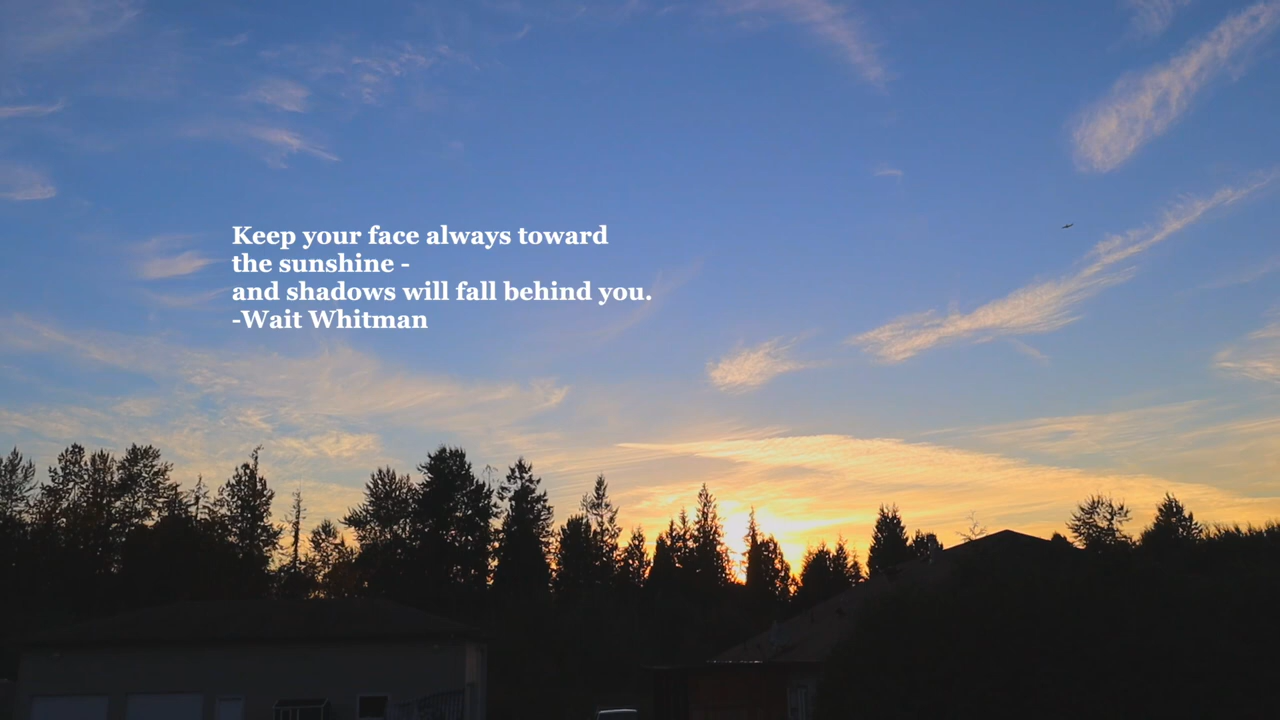 Keep your face always toward
the sunshine -
and shadows will fall behind you.
-Wait Whitman